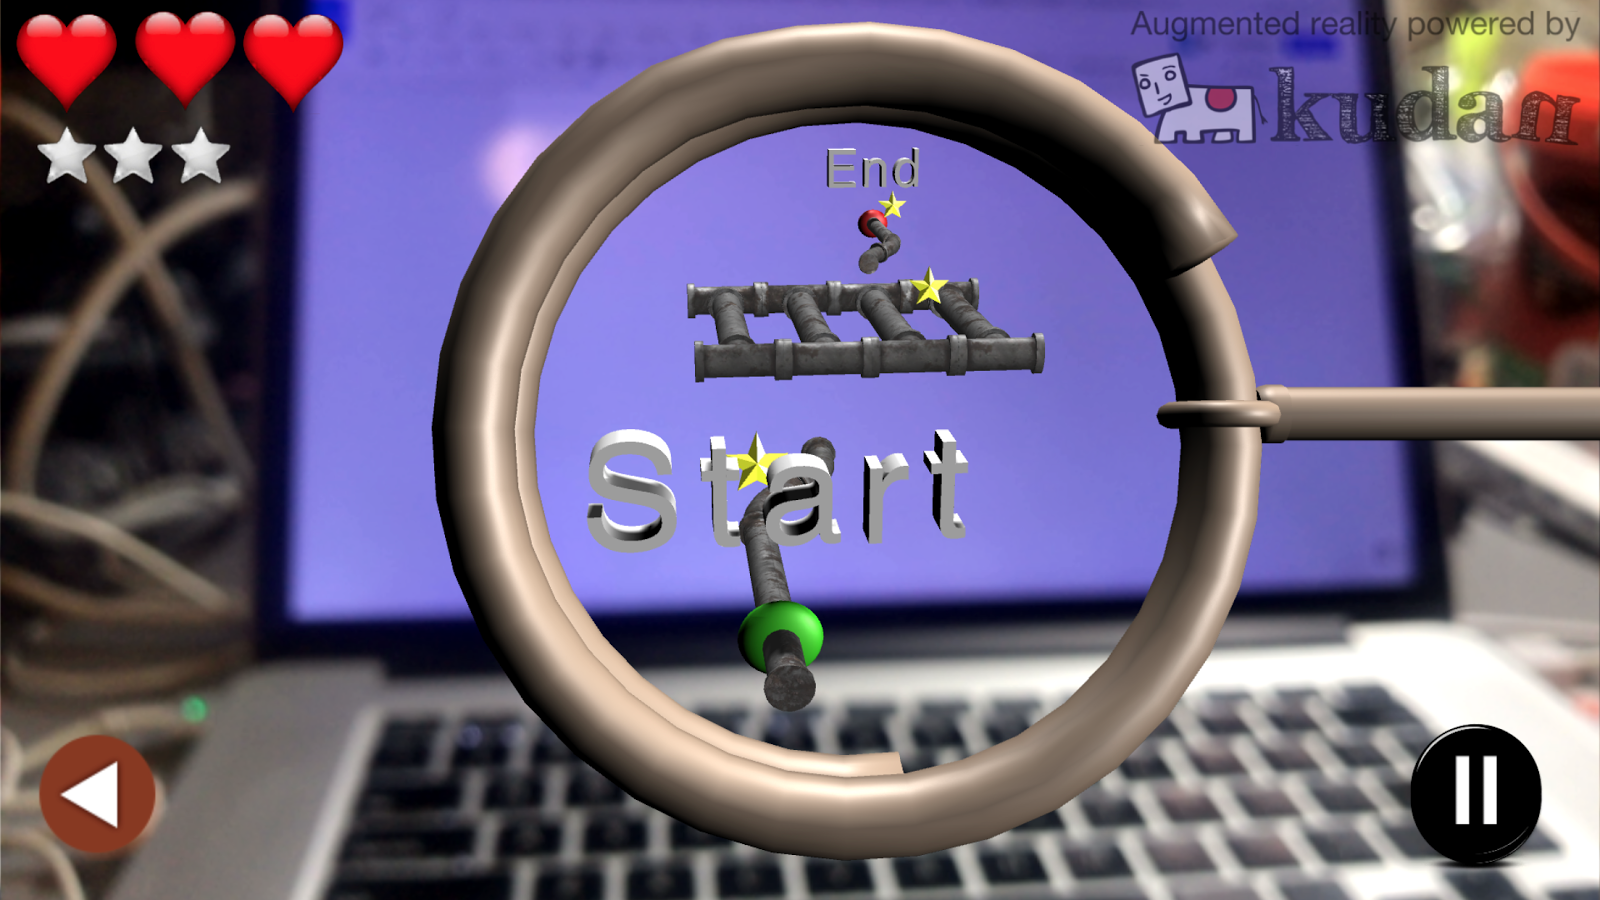 Augmented reality powered by
kudan
End
Start